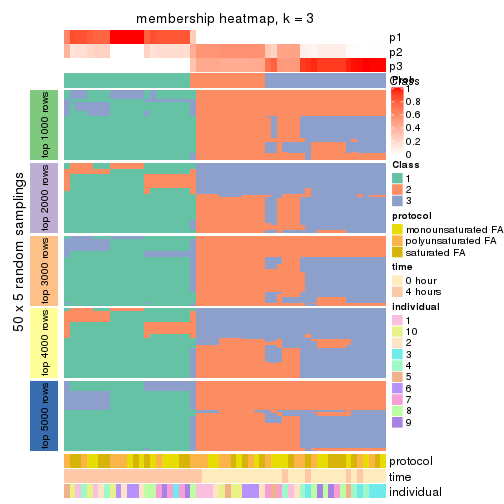 membership heatmap, k = 3
p1
p2
p3
Class
Prob
1
0.8
0.6
0.4
0.2
0
Class
1
2
3
protocol
monounsaturated FA
polyunsaturated FA
saturated FA
time
0 hour
4 hours
individual
1
10
2
3
4
5
6
7
8
9
50 x 5 random samplings
top 1000 rows
top 2000 rows
top 3000 rows
top 4000 rows
top 5000 rows
protocol
time
individual